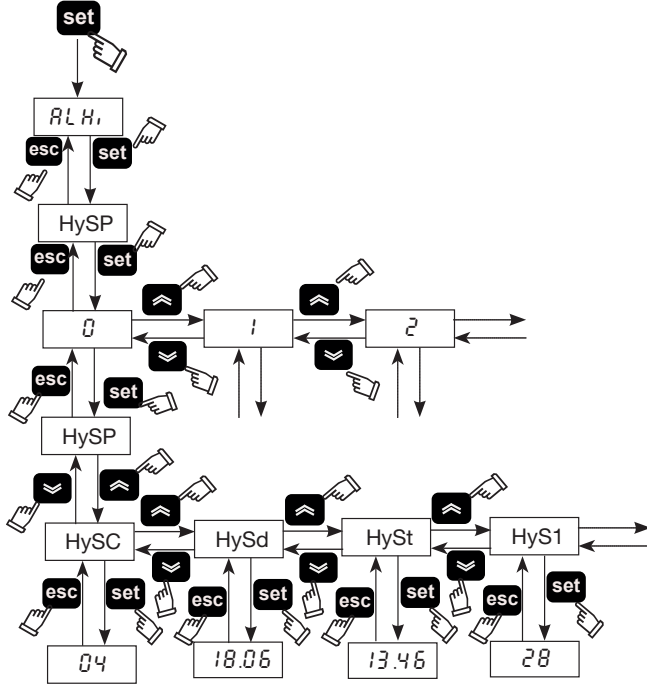 set
ALHi
esc set
HySP
esc set
0 1 2
esc set
HySP
HySC HySd HySt HyS1
esc set esc set esc set esc set
04 18.06 13.46 28